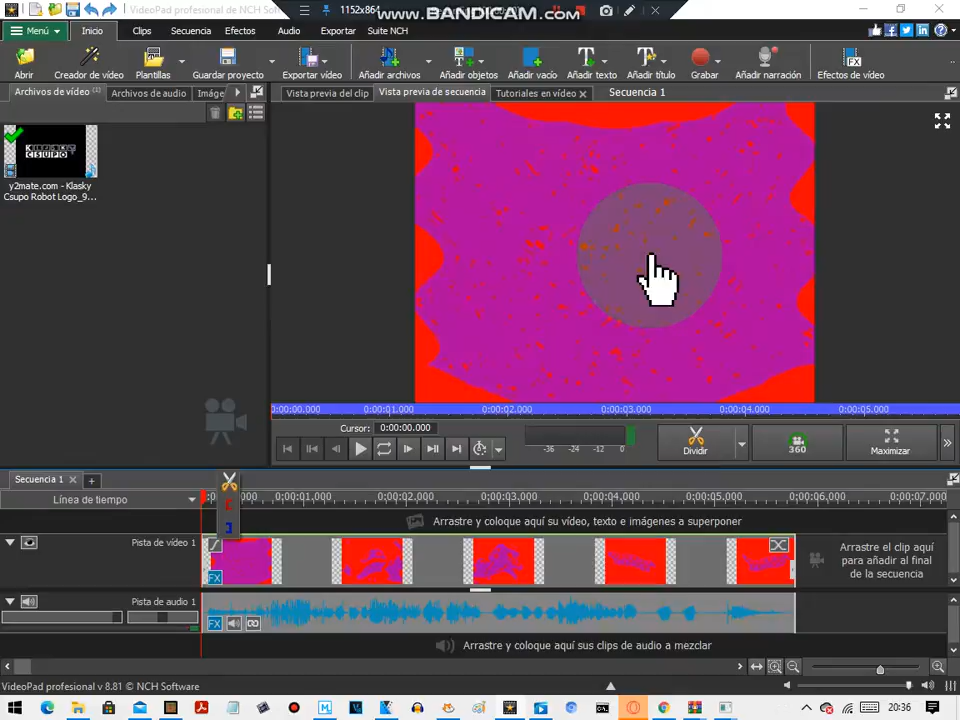 VideoPad
NCH Software
1152x864
www.BANDICAM.com
Menú Inicio Clips Secuencia Efectos Audio Exportar Suite NCH
Abrir Creador de vídeo Plantillas Guardar proyecto Exportar vídeo Añadir archivos Añadir objetos Añadir vacío Añadir texto Añadir título Grabar Añadir narración Efectos de vídeo
Archivos de vídeo (1) Archivos de audio Imáge Vista previa del clip Vista previa de secuencia Tutoriales en vídeo Secuencia 1
KLASKY
CSUPO
y2mate.com - Klasky
Csupo Robot Logo_9...
0:00:00.000 0:00:01.000 0:00:02.000 0:00:03.000 0:00:04.000 0:00:05.000
Cursor: 0:00:00.000
-36 -24 -12 0
Dividir 360 Maximizar
Secuencia 1
Línea de tiempo 0:00:01.000 0:00:02.000 0:00:03.000 0:00:04.000 0:00:05.000 0:00:06.000 0:00:07.000
Arrastre y coloque aquí su vídeo, texto e imágenes a superponer
Pista de vídeo 1
FX
Arrastre el clip aquí
para añadir al final
de la secuencia
Pista de audio 1
FX
Arrastre y coloque aquí sus clips de audio a mezclar
VideoPad profesional v 8.81 © NCH Software
20:36